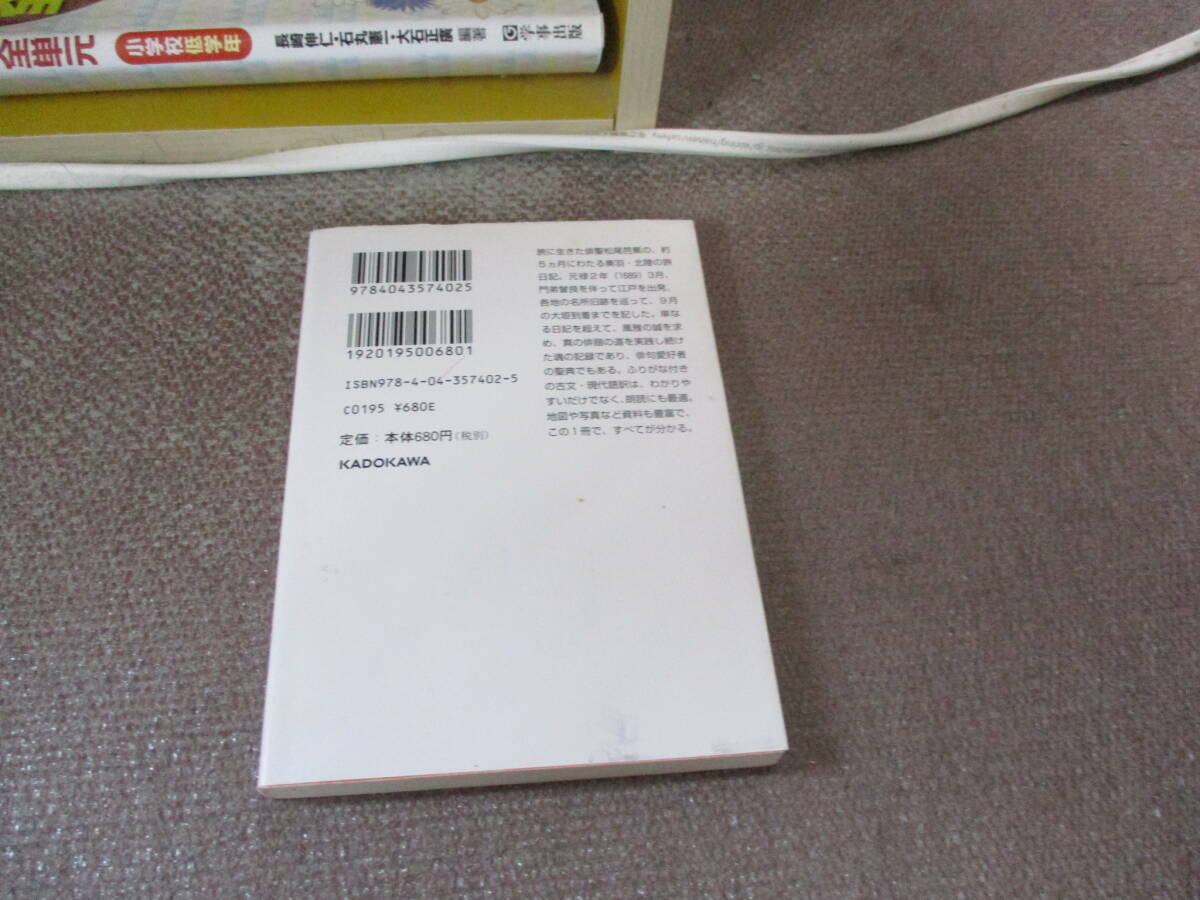 全単元
小学校低学年
長崎伸仁・石丸憲一・大石正廣 編著
学事出版
9784043574025
1920195006801
ISBN978-4-04-357402-5
C0195 ¥680E
定価：本体680円(税別)
KADOKAWA
旅に生きた俳聖松尾芭蕉の、約
5ヵ月にわたる奥羽・北陸の旅
日記。元禄2年（1689）3月、
門弟曾良を伴って江戸を出発、
各地の名所旧跡を巡って、9月
の大垣到着までを記した。単な
る日記を超えて、風雅の誠を求
め、真の俳諧の道を実践し続け
た魂の記録であり、俳句愛好者
の聖典でもある。ふりがな付き
の古文・現代語訳は、わかりや
すいだけでなく、朗読にも最適。
地図や写真など資料も豊富で、
この1冊で、すべてが分かる。